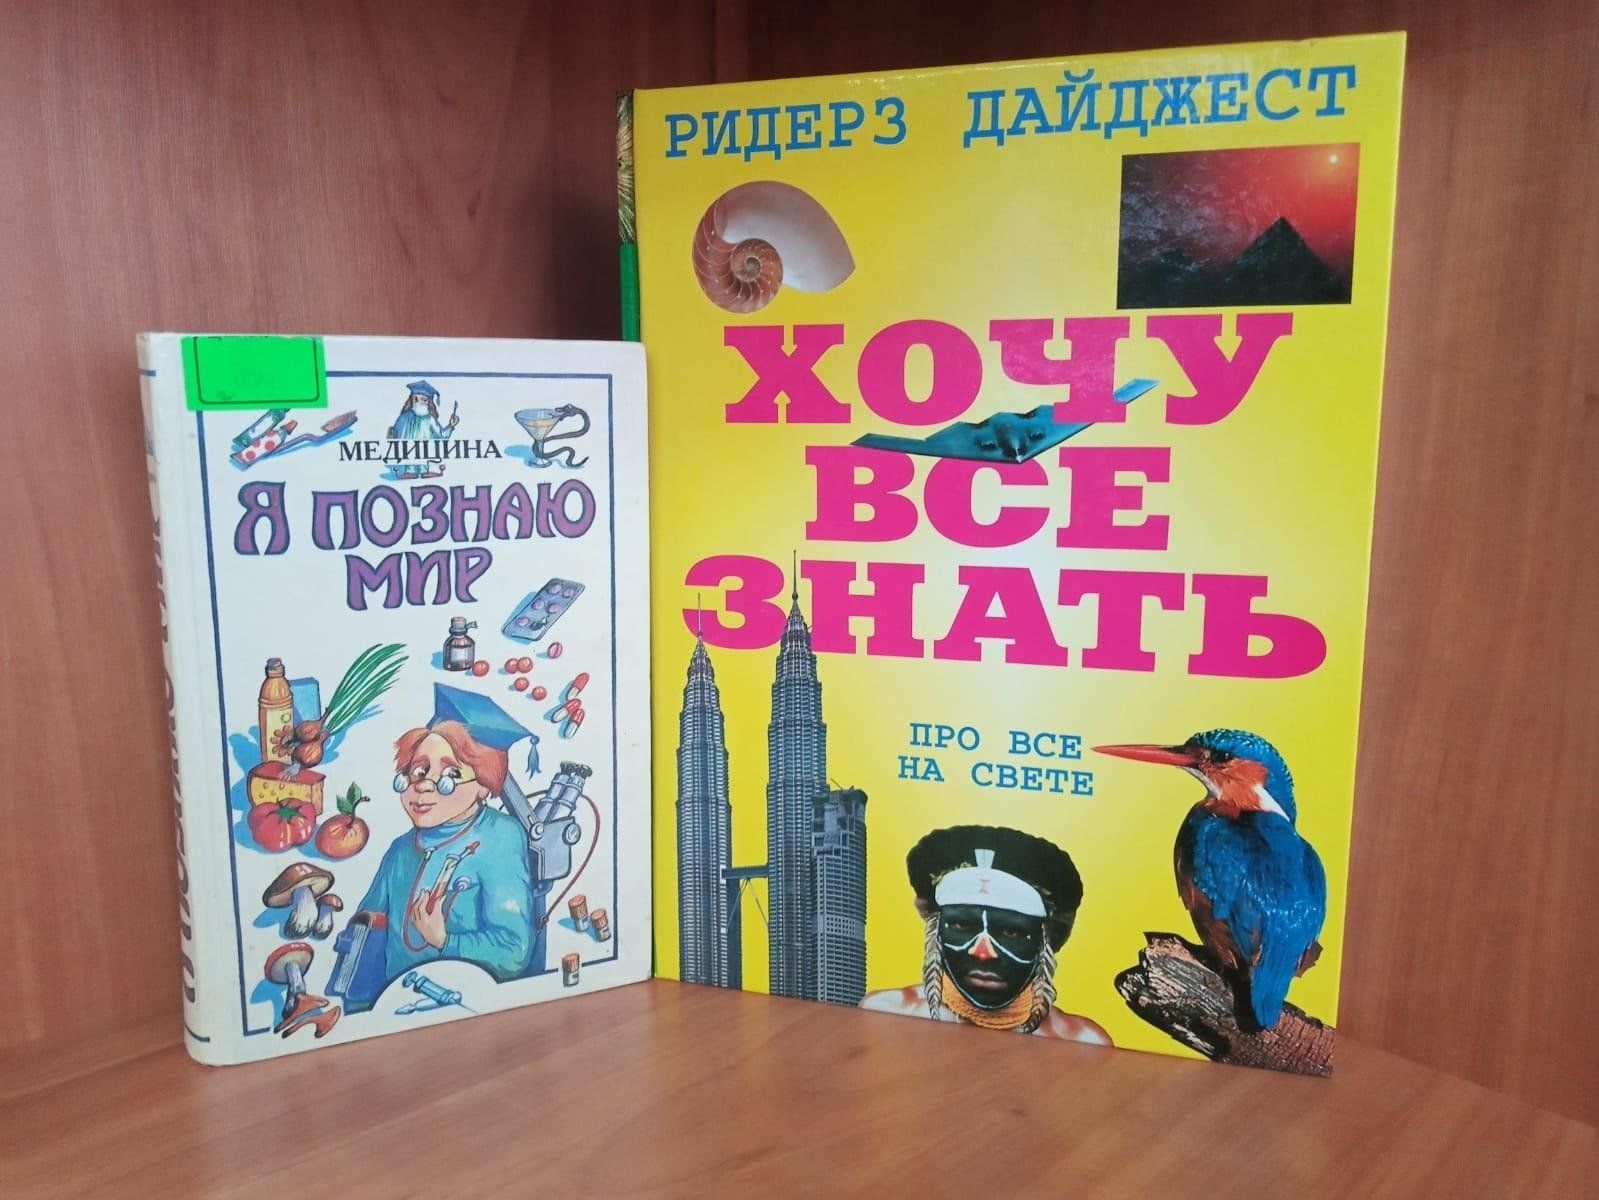 МЕДИЦИНА
Я ПОЗНАЮ
МИР
РИДЕРЗ ДАЙДЖЕСТ
ХОЧУ
ВСЕ
ЗНАТЬ
ПРО ВСЕ
НА СВЕТЕ